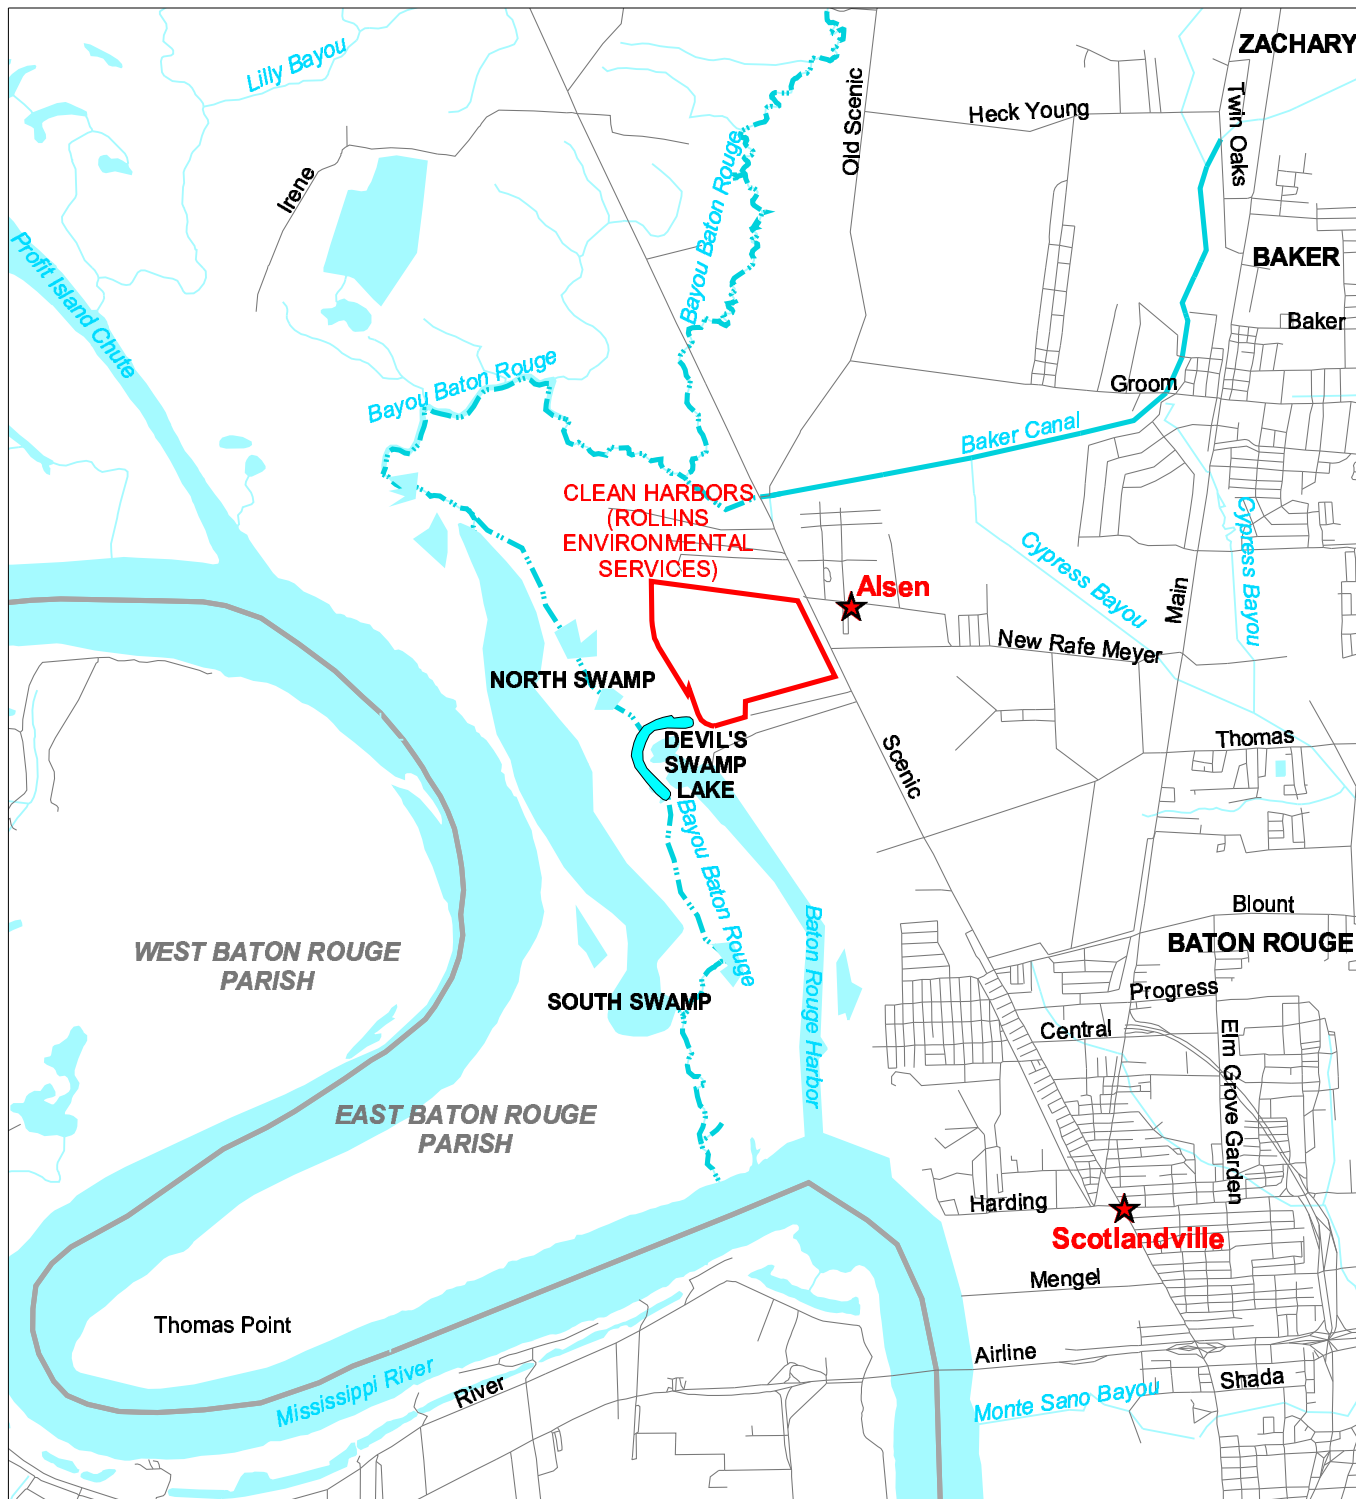 ZACHARY
Lilly Bayou
Heck Young
Old Scenic
Twin Oaks
Irene
Bayou Baton Rouge
BAKER
Profit Island Chute
Baker
Bayou Baton Rouge
Groom
Baker Canal
CLEAN HARBORS
(ROLLINS
ENVIRONMENTAL
SERVICES)
Cypress Bayou
Cypress Bayou
Alsen
Main
New Rafe Meyer
NORTH SWAMP
DEVIL'S
SWAMP
LAKE
Scenic
Thomas
Bayou Baton Rouge
Blount
WEST BATON ROUGE
PARISH
BATON ROUGE
Baton Rouge Harbor
SOUTH SWAMP
Progress
Central
Elm Grove Garden
EAST BATON ROUGE
PARISH
Harding
Scotlandville
Mengel
Thomas Point
Airline
Mississippi River
River
Shada
Monte Sano Bayou